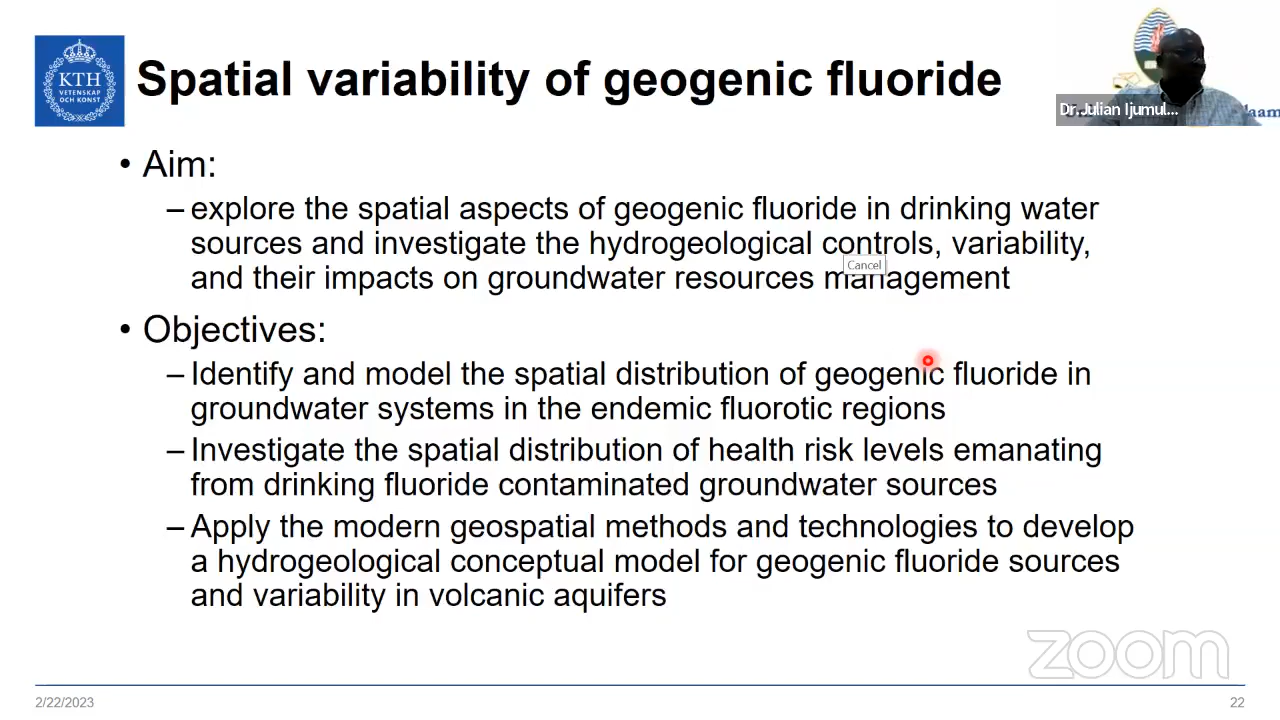 KTH
VETENSKAP
OCH KONST
Spatial variability of geogenic fluoride
Dr.Julian Ijumul...
laam
• Aim:
– explore the spatial aspects of geogenic fluoride in drinking water
sources and investigate the hydrogeological controls, variability,
and their impacts on groundwater resources management
Cancel
• Objectives:
– Identify and model the spatial distribution of geogenic fluoride in
groundwater systems in the endemic fluorotic regions
– Investigate the spatial distribution of health risk levels emanating
from drinking fluoride contaminated groundwater sources
– Apply the modern geospatial methods and technologies to develop
a hydrogeological conceptual model for geogenic fluoride sources
and variability in volcanic aquifers
zoom
2/22/2023
22